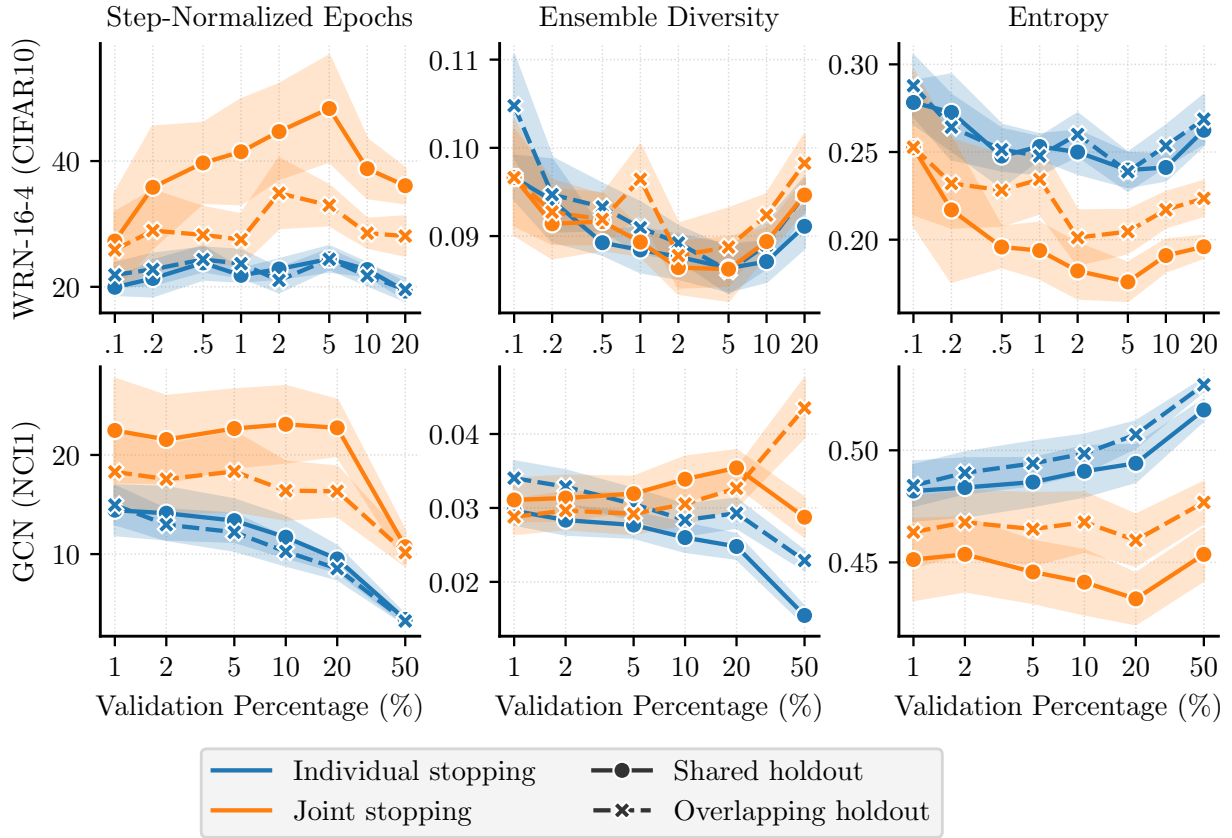 Step-Normalized Epochs
Ensemble Diversity
Entropy
WRN-16-4 (CIFAR10)
40
20
.1 .2 .5 1 2 5 10 20
0.11
0.10
0.09
.1 .2 .5 1 2 5 10 20
0.30
0.25
0.20
.1 .2 .5 1 2 5 10 20
GCN (NCI1)
20
10
1 2 5 10 20 50
Validation Percentage (%)
0.04
0.03
0.02
1 2 5 10 20 50
Validation Percentage (%)
0.50
0.45
1 2 5 10 20 50
Validation Percentage (%)
Individual stopping
Joint stopping
Shared holdout
Overlapping holdout